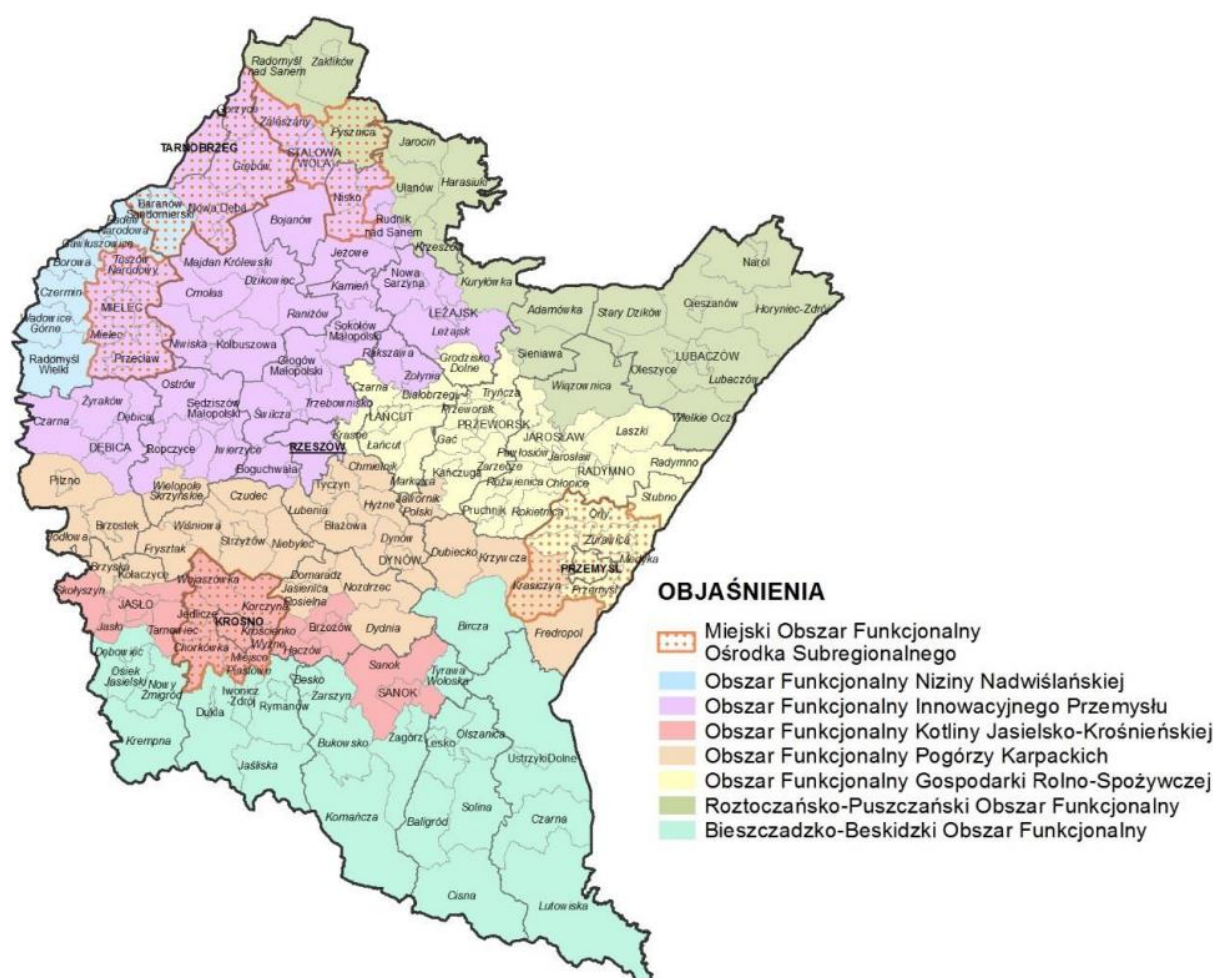 Radomyśl
nad Sanem
Zaklików
Gorzyce
Zaleszany
Pysznica
TARNOBRZEG
STALOWA
WOLA
Jarocin
Grębów
Ulanów
Harasiuki
Nisko
Baranów
Sandomierski
Nowa Dęba
Rudnik
nad Sanem
Padew
Narodowa
Bojanów
Gawłuszowice
Krzeszów
Borowa
Tuszów
Narodowy
Majdan Królewski
Jeżowe
Narol
Dzikowiec
Nowa
Sarzyna
Kuryłówka
Czermin
Cmolas
Kamień
Cieszanów
Horyniec-Zdrój
MIELEC
Raniżów
LEŻAJSK
Adamówka
Stary Dzików
Wadowice
Górne
Sokołów
Małopolski
Leżajsk
Mielec
Niwiska
Kolbuszowa
Sieniawa
LUBACZÓW
Radomyśl
Wielki
Przecław
Głogów
Małopolski
Rakszawa
Grodzisko
Dolne
Oleszyce
Lubaczów
Żołynia
Wiązownica
Ostrów
Czarna
Białobrzegi
Tryńcza
Żyraków
Sędziszów
Małopolski
Trzebownisko
Przeworsk
Wielkie Oczy
Czarna
Dębica
Świlcza
ŁAŃCUT
PRZEWORSK
Laszki
DĘBICA
Ropczyce
Iwierzyce
RZESZÓW
Krasne
Łańcut
Gać
JAROSŁAW
Pawłosiów
Jarosław
Boguchwała
Chmielnik
Kańczuga
Zarzecze
RADYMNO
Radymno
Pilzno
Wielopole
Skrzyńskie
Czudec
Tyczyn
Markowa
Roźwienica
Chłopice
Lubenia
Hyżne
Jawornik
Polski
Pruchnik
Rokietnica
Stubno
Brzostek
Wiśniowa
Błażowa
Orły
Jodłowa
Frysztak
Strzyżów
Niebylec
Dynów
DYNÓW
Dubiecko
Krzywcza
Żurawica
Medyka
Brzyska
Kołaczyce
PRZEMYŚL
Krasiczyn
Przemyśl
Wojaszówka
Domaradz
Jasienica
Rosielna
Nozdrzec
Skołyszyn
JASŁO
Jedlicze
Korczyna
Jasło
Tarnowiec
KROSNO
Krościenko
Wyżne
Brzozów
Dydnia
Bircza
Fredropol
Chorkówka
Haczów
Dębowiec
Miejsce
Piastowe
Sanok
Osiek
Jasielski
Nowy
Żmigród
Besko
Tyrawa
Wołoska
Iwonicz
-Zdrój
Zarszyn
SANOK
Dukla
Rymanów
Zagórz
Olszanica
Krempna
Bukowsko
Lesko
Ustrzyki Dolne
Jaśliska
Komańcza
Baligród
Solina
Czarna
Cisna
Lutowiska
OBJAŚNIENIA
Miejski Obszar Funkcjonalny
Ośrodka Subregionalnego
Obszar Funkcjonalny Niziny Nadwiślańskiej
Obszar Funkcjonalny Innowacyjnego Przemysłu
Obszar Funkcjonalny Kotliny Jasielsko-Krośnieńskiej
Obszar Funkcjonalny Pogórzy Karpackich
Obszar Funkcjonalny Gospodarki Rolno-Spożywczej
Roztoczańsko-Puszczański Obszar Funkcjonalny
Bieszczadzko-Beskidzki Obszar Funkcjonalny